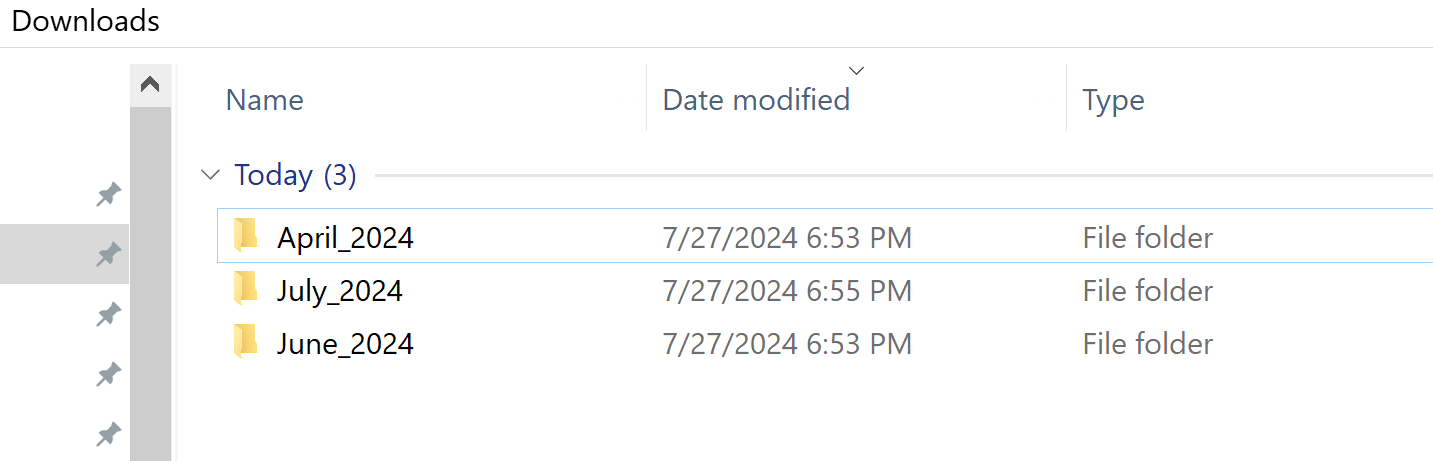 Downloads
Name Date modified Type
Today (3)
April_2024 7/27/2024 6:53 PM File folder
July_2024 7/27/2024 6:55 PM File folder
June_2024 7/27/2024 6:53 PM File folder